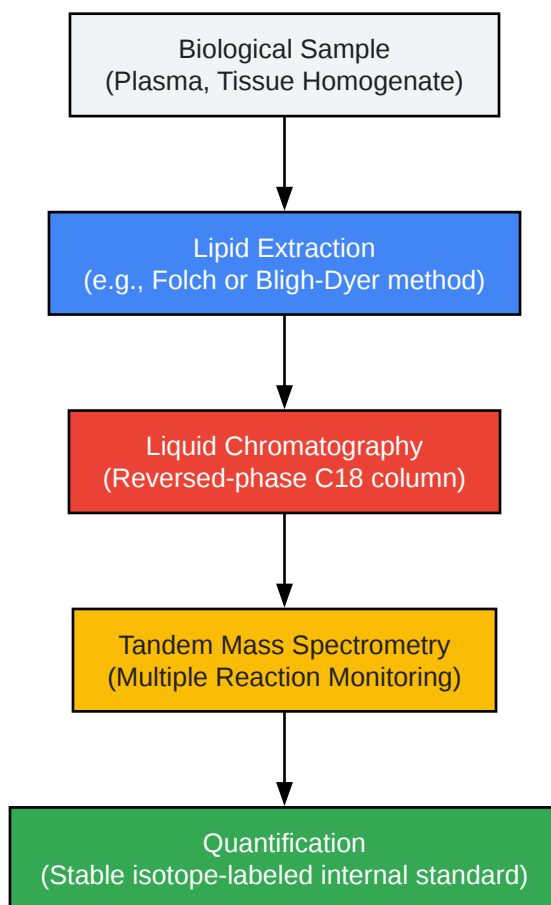 Biological Sample
(Plasma, Tissue Homogenate)
Lipid Extraction
(e.g., Folch or Bligh-Dyer method)
Liquid Chromatography
(Reversed-phase C18 column)
Tandem Mass Spectrometry
(Multiple Reaction Monitoring)
Quantification
(Stable isotope-labeled internal standard)